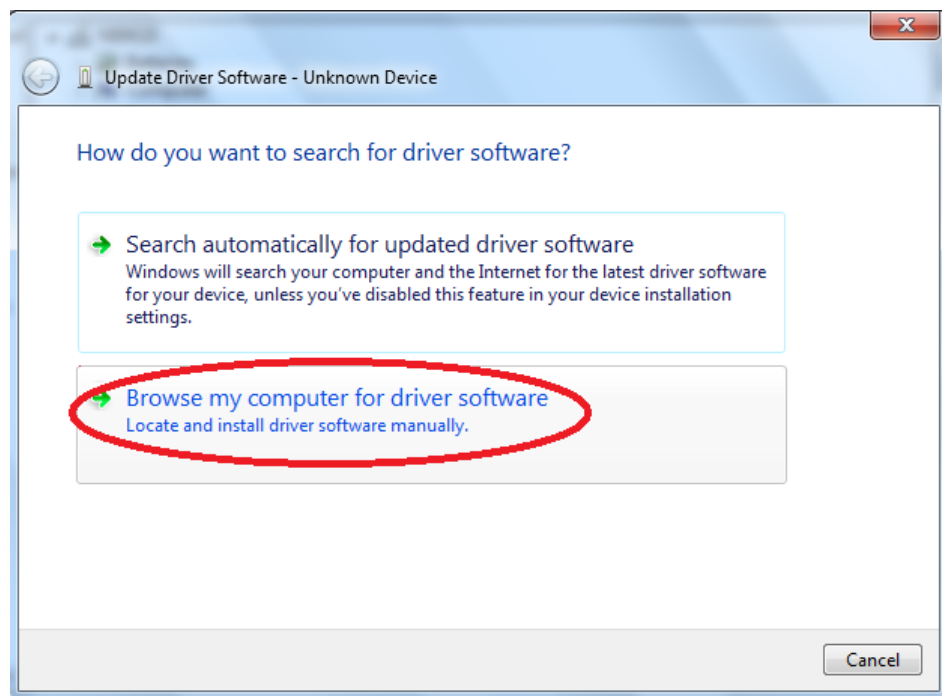 Update Driver Software - Unknown Device
How do you want to search for driver software?
Search automatically for updated driver software
Windows will search your computer and the Internet for the latest driver software
for your device, unless you've disabled this feature in your device installation
settings.
Browse my computer for driver software
Locate and install driver software manually.
Cancel